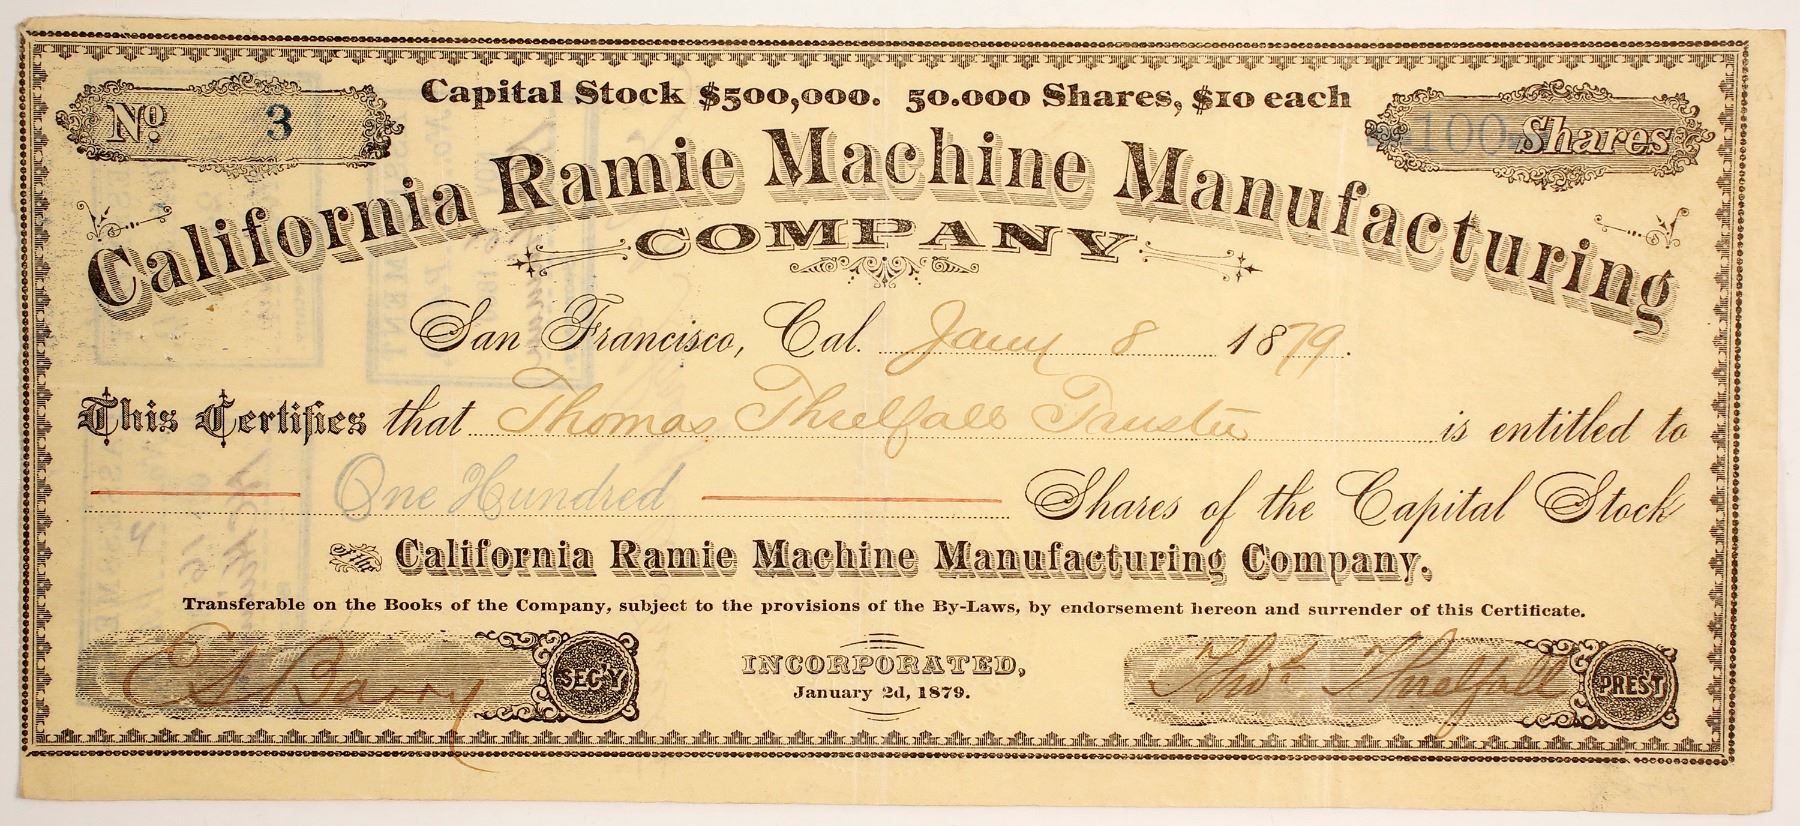 Capital Stock $500,000. 50.000 Shares, $10 each
No. 3
100 Shares
California Ramie Machine Manufacturing
COMPANY
San Francisco, Cal. Jany 8 1879.
This Certifies that Thomas Threlfall Trustee is entitled to
One Hundred Shares of the Capital Stock
of the California Ramie Machine Manufacturing Company.
Transferable on the Books of the Company, subject to the provisions of the By-Laws, by endorsement hereon and surrender of this Certificate.
E S Barry SEC'Y
INCORPORATED,
January 2d, 1879.
Thos Threlfall PREST